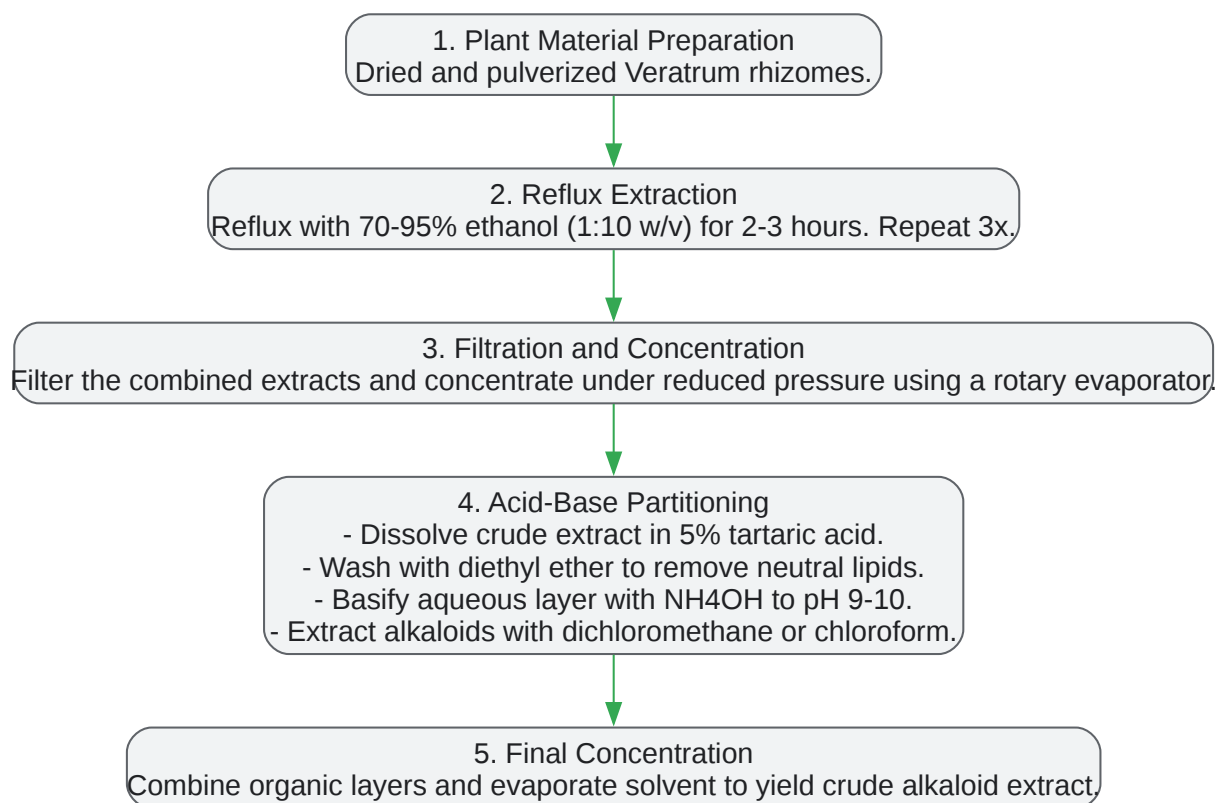 1. Plant Material Preparation
Dried and pulverized Veratrum rhizomes.
2. Reflux Extraction
Reflux with 70-95% ethanol (1:10 w/v) for 2-3 hours. Repeat 3x.
3. Filtration and Concentration
Filter the combined extracts and concentrate under reduced pressure using a rotary evaporator.
4. Acid-Base Partitioning
- Dissolve crude extract in 5% tartaric acid.
- Wash with diethyl ether to remove neutral lipids.
- Basify aqueous layer with NH4OH to pH 9-10.
- Extract alkaloids with dichloromethane or chloroform.
5. Final Concentration
Combine organic layers and evaporate solvent to yield crude alkaloid extract.